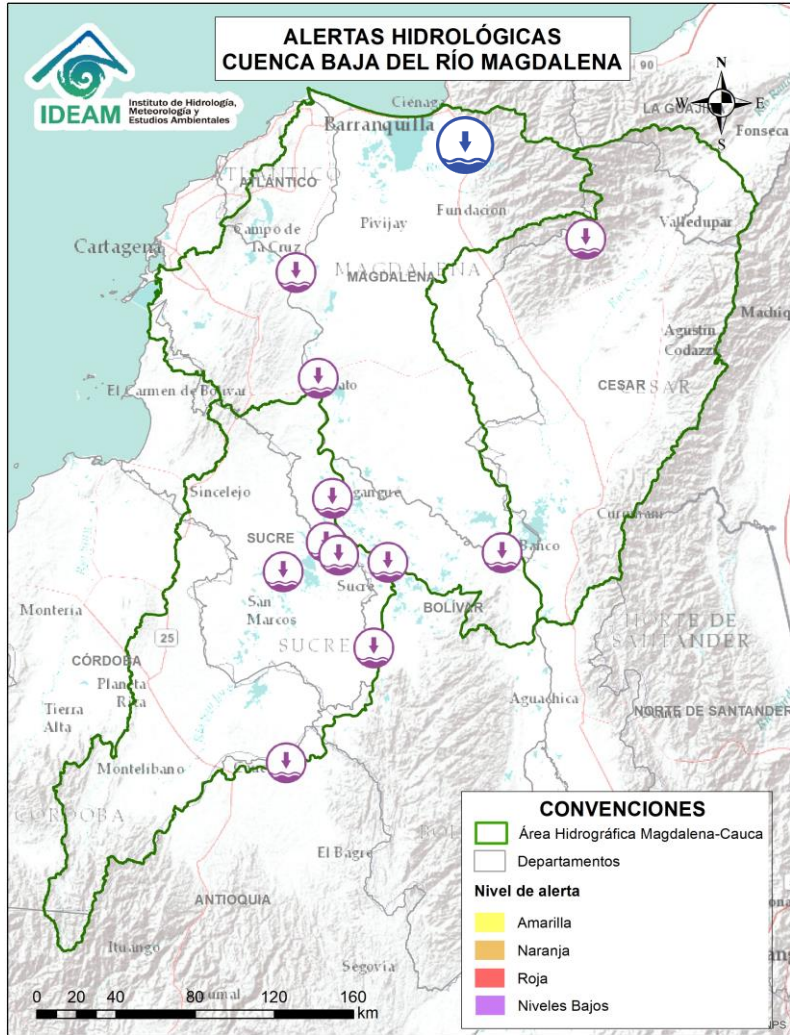 ALERTAS HIDROLÓGICAS
CUENCA BAJA DEL RÍO MAGDALENA
IDEAM
Instituto de Hidrología,
Meteorología y
Estudios Ambientales
N
W
E
S
90
LA GUAJIRA
Ciénaga
Barranquilla
Fonseca
ATLÁNTICO
ATLÁNTICO
Fundación
Pivijay
Valledupar
Campo de
la Cruz
Cartagena
MAGDALENA
MAGDALENA
Agustín
Codazzi
CESAR
CESAR
El Carmen de Bolívar
Sincelejo
SUCRE
Banco
Sucre
San
Marcos
BOLÍVAR
Montería
NORTE DE
SANTANDER
SUCRE
25
CÓRDOBA
Planeta
Rica
Aguachica
NORTE DE SANTANDER
Tierra
Alta
Montelíbano
CÓRDOBA
El Bagre
ANTIOQUIA
Ituango
Segovia
0 20 40 80 120 160
km
CONVENCIONES
Área Hidrográfica Magdalena-Cauca
Departamentos
Nivel de alerta
Amarilla
Naranja
Roja
Niveles Bajos